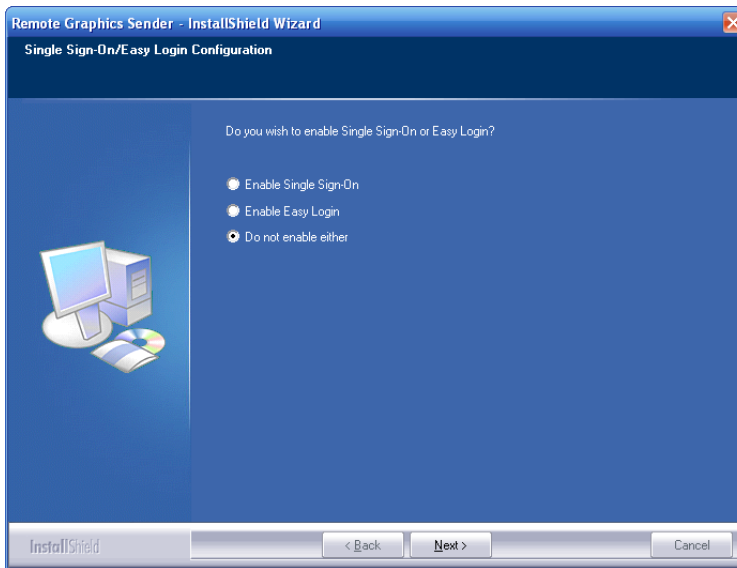 Remote Graphics Sender - InstallShield Wizard
Single Sign-On/Easy Login Configuration
Do you wish to enable Single Sign-On or Easy Login?
Enable Single Sign-On
Enable Easy Login
Do not enable either
InstallShield
< Back
Next >
Cancel